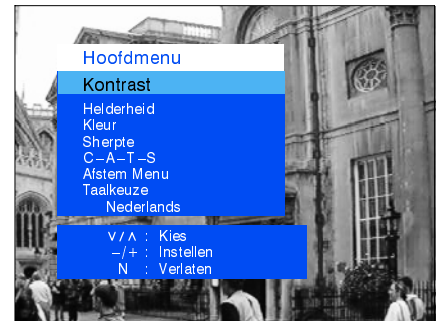 Hoofdmenu
Kontrast
Helderheid
Kleur
Sherpte
C–A–T–S
Afstem Menu
Taalkeuze
Nederlands
∨/∧ : Kies
–/+ : Instellen
N : Verlaten